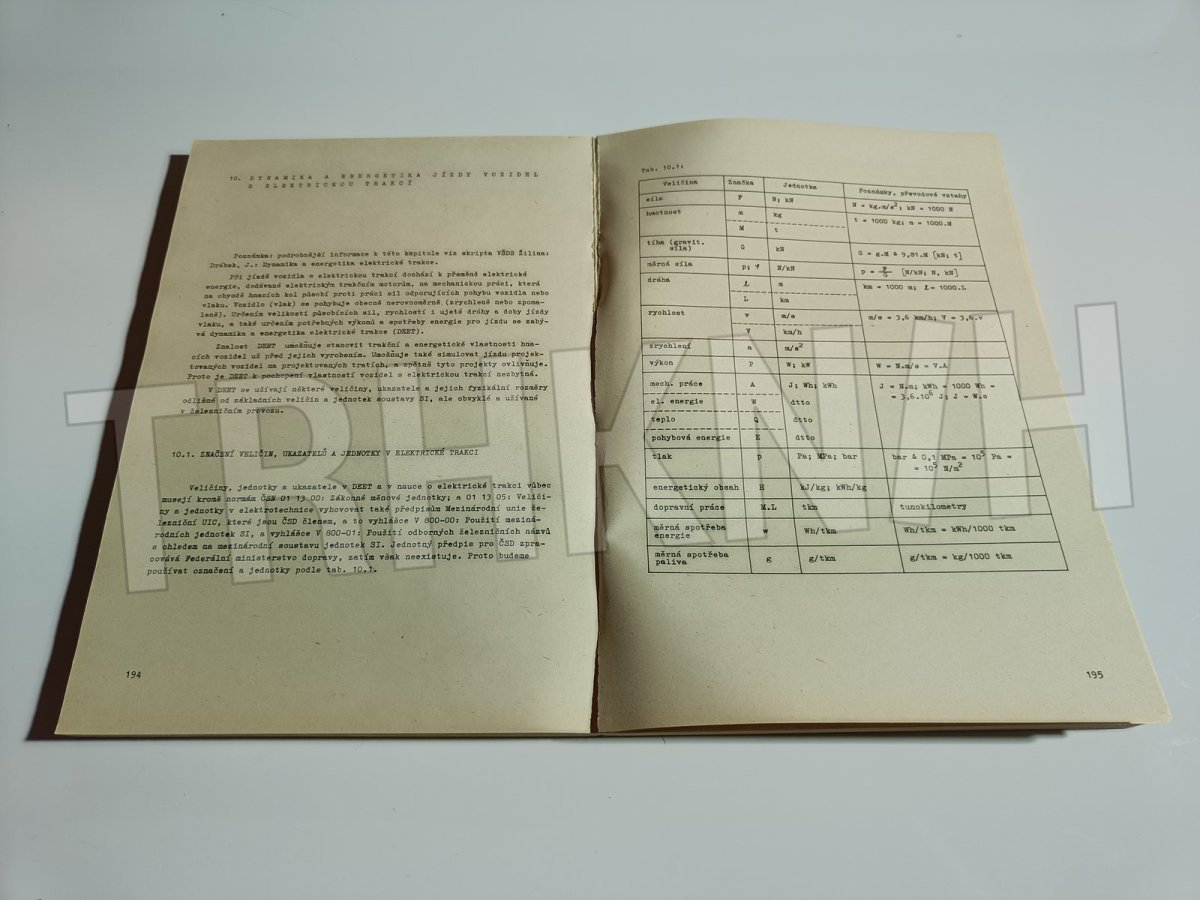 10. DYNAMIKA A ENERGETIKA JÍZDY VOZIDEL
S ELEKTRICKOU TRAKCÍ
Poznámka: podrobnější informace k této kapitole viz skripta VŠDS Žilina:
Drábek, J.: Dynamika a energetika elektrické trakce.
Při jízdě vozidla s elektrickou trakcí dochází k přeměně elektrické
energie, dodávané elektrickým trakčním motorům, na mechanickou práci, která
na obvodě hnacích kol působí proti práci sil odporujících pohybu vozidla nebo
vlaku. Vozidlo (vlak) se pohybuje obecně nerovnoměrně (zrychleně nebo zpoma-
leně). Určením velikosti působících sil, rychlostí i ujeté dráhy a doby jízdy
vlaku, a také určením potřebných výkonů a spotřeby energie pro jízdu se zabý-
vá dynamika a energetika elektrické trakce (DEET).
Znalost DEET umožňuje stanovit trakční a energetické vlastnosti hna-
cích vozidel už před jejich vyrobením. Umožňuje také simulovat jízdu projek-
tovaných vozidel na projektovaných tratích, a zpětně tyto projekty ovlivňuje.
Proto je DEET k pochopení vlastností vozidel s elektrickou trakcí nezbytná.
V DEET se užívají některé veličiny, ukazatele a jejich fyzikální rozměry
odlišné od základních veličin a jednotek soustavy SI, ale obvyklé a užívané
v železničním provozu.
10.1. ZNAČENÍ VELIČIN, UKAZATELŮ A JEDNOTKY V ELEKTRICKÉ TRAKCI
Veličiny, jednotky a ukazatele v DEET a v nauce o elektrické trakci vůbec
musejí kromě normám ČSN 01 13 00: Zákonné měnové jednotky; a 01 13 05: Veliči-
ny a jednotky v elektrotechnice vyhovovat také předpisům Mezinárodní unie že-
lezniční UIC, které jsou ČSD členem, a to vyhlášce V 800-00: Použití meziná-
rodních jednotek SI, a vyhlášce V 800-01: Použití odborných železničních názvů
s ohledem na mezinárodní soustavu jednotek SI. Jednotný předpis pro ČSD zpra-
covává Federální ministerstvo dopravy, zatím však neexistuje. Proto budeme
používat označení a jednotky podle tab. 10.1.
194
Tab. 10.1:
Veličina Značka Jednotka Poznámky, převodové vztahy
síla F N; kN N = kg.m/s²; kN = 1000 N
hmotnost m kg t = 1000 kg; m = 1000.M
M t
tíha (gravit. síla) G kN G = g.M ≐ 9,81.M [kN; t]
měrná síla p; N/kN p = F/G [N/kN; N, kN]
dráha ℓ m km = 1000 m; ℓ = 1000.L
L km
rychlost v m/s m/s = 3,6 km/h; V = 3,6.v
V km/h
zrychlení a m/s²
výkon P W; kW W = N.m/s = V.A
mech. práce A J; Wh; kWh J = N.m; kWh = 1000 Wh =
= 3,6.10⁶ J; J = W.s
el. energie W dtto
teplo Q dtto
pohybová energie E dtto
tlak p Pa; MPa; bar bar ≐ 0,1 MPa = 10⁵ Pa =
= 10⁵ N/m²
energetický obsah H kJ/kg; kWh/kg
dopravní práce M.L tkm tunokilometry
měrná spotřeba energie w Wh/tkm Wh/tkm = kWh/1000 tkm
měrná spotřeba paliva g g/tkm g/tkm = kg/1000 tkm
195
TRHKNIH